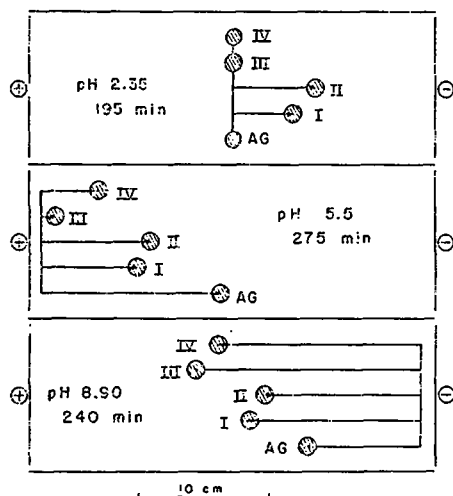 IV
III
pH 2.35
II
195 min
I
AG
⊕
⊖
IV
III
pH 5.5
II
275 min
I
AG
⊕
⊖
IV
III
pH 8.90
II
240 min
I
AG
⊕
⊖
10 cm